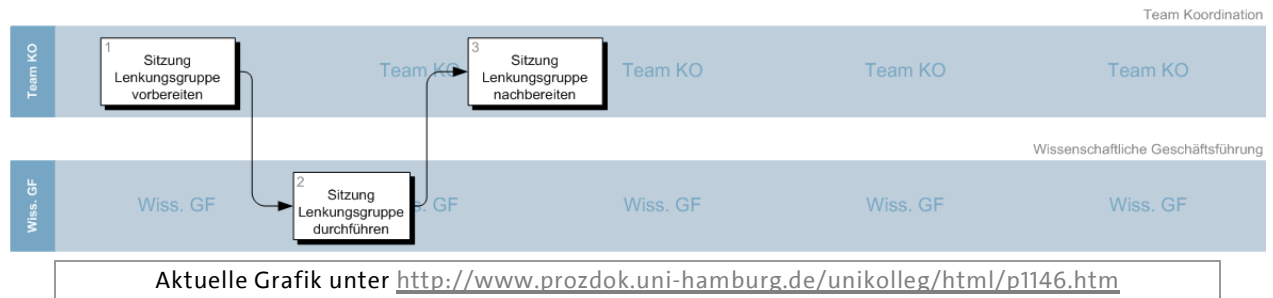 Team Koordination
Team KO
1
Sitzung
Lenkungsgruppe
vorbereiten
Team KO
3
Sitzung
Lenkungsgruppe
nachbereiten
Team KO
Team KO
Team KO
Wissenschaftliche Geschäftsführung
Wiss. GF
Wiss. GF
2
Sitzung
Lenkungsgruppe
durchführen
s. GF
Wiss. GF
Wiss. GF
Wiss. GF
Aktuelle Grafik unter http://www.prozdok.uni-hamburg.de/unikolleg/html/p1146.htm